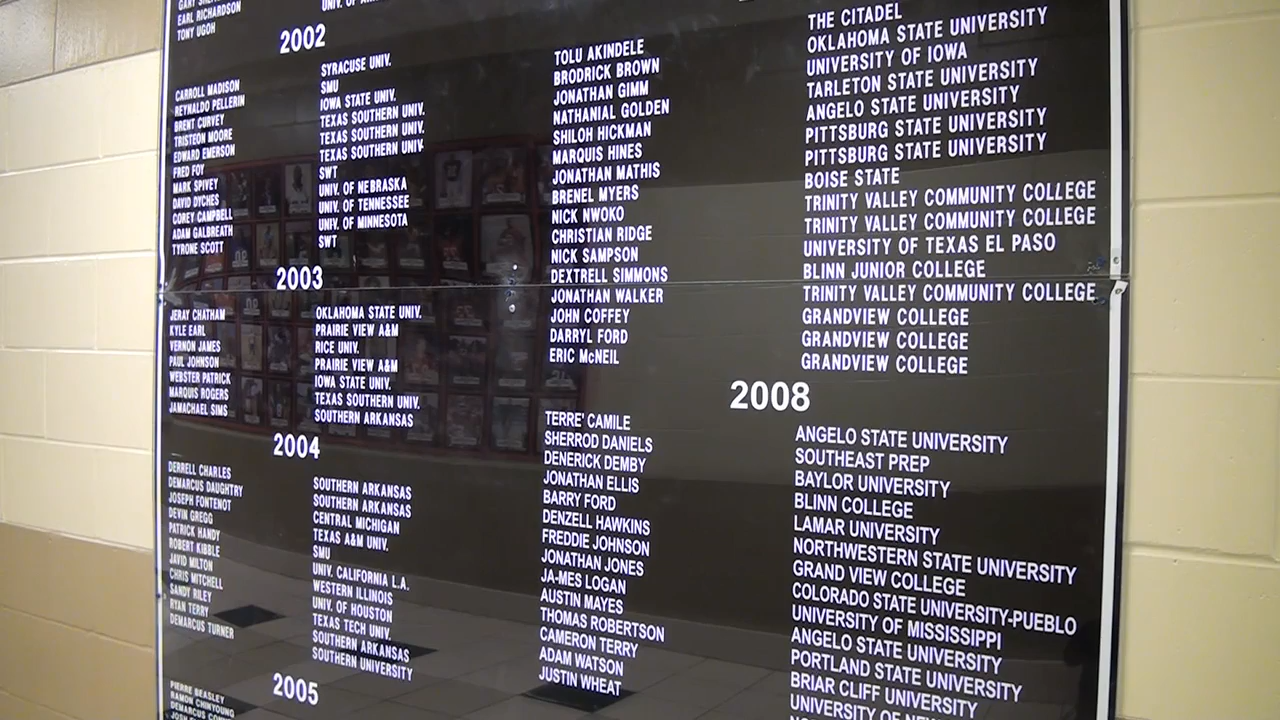 GARY
EARL RICHARDSON
TONY UGOH
UNIV. OF
2002
CARROLL MADISON
REYNALDO PELLERIN
BRENT CURVEY
TRISTEON MOORE
EDWARD EMERSON
FRED FOY
MARK SPIVEY
DAVID DYCHES
COREY CAMPBELL
ADAM GALBREATH
TYRONE SCOTT
SYRACUSE UNIV.
SMU
IOWA STATE UNIV.
TEXAS SOUTHERN UNIV.
TEXAS SOUTHERN UNIV.
TEXAS SOUTHERN UNIV.
SWT
UNIV. OF NEBRASKA
UNIV. OF TENNESSEE
UNIV. OF MINNESOTA
SWT
2003
JERAY CHATHAM
KYLE EARL
VERNON JAMES
PAUL JOHNSON
WEBSTER PATRICK
MARQUIS ROGERS
JAMACHAEL SIMS
OKLAHOMA STATE UNIV.
PRAIRIE VIEW A&M
RICE UNIV.
PRAIRIE VIEW A&M
IOWA STATE UNIV.
TEXAS SOUTHERN UNIV.
SOUTHERN ARKANSAS
2004
DERRELL CHARLES
DEMARCUS DAUGHTRY
JOSEPH FONTENOT
DEVIN GREGG
PATRICK HANDY
ROBERT KIBBLE
JAVID MILTON
CHRIS MITCHELL
SANDY RILEY
RYAN TERRY
DEMARCUS TURNER
SOUTHERN ARKANSAS
SOUTHERN ARKANSAS
CENTRAL MICHIGAN
TEXAS A&M UNIV.
SMU
UNIV. CALIFORNIA L.A.
WESTERN ILLINOIS
UNIV. OF HOUSTON
TEXAS TECH UNIV.
SOUTHERN ARKANSAS
SOUTHERN UNIVERSITY
2005
PIERRE BEASLEY
RAMON CHINYOUNG
DEMARCUS
TOLU AKINDELE
BRODRICK BROWN
JONATHAN GIMM
NATHANIAL GOLDEN
SHILOH HICKMAN
MARQUIS HINES
JONATHAN MATHIS
BRENEL MYERS
NICK NWOKO
CHRISTIAN RIDGE
NICK SAMPSON
DEXTRELL SIMMONS
JONATHAN WALKER
JOHN COFFEY
DARRYL FORD
ERIC McNEIL
THE CITADEL
OKLAHOMA STATE UNIVERSITY
UNIVERSITY OF IOWA
TARLETON STATE UNIVERSITY
ANGELO STATE UNIVERSITY
PITTSBURG STATE UNIVERSITY
PITTSBURG STATE UNIVERSITY
BOISE STATE
TRINITY VALLEY COMMUNITY COLLEGE
TRINITY VALLEY COMMUNITY COLLEGE
UNIVERSITY OF TEXAS EL PASO
BLINN JUNIOR COLLEGE
TRINITY VALLEY COMMUNITY COLLEGE
GRANDVIEW COLLEGE
GRANDVIEW COLLEGE
GRANDVIEW COLLEGE
2008
TERRE' CAMILE
SHERROD DANIELS
DENERICK DEMBY
JONATHAN ELLIS
BARRY FORD
DENZELL HAWKINS
FREDDIE JOHNSON
JONATHAN JONES
JA-MES LOGAN
AUSTIN MAYES
THOMAS ROBERTSON
CAMERON TERRY
ADAM WATSON
JUSTIN WHEAT
ANGELO STATE UNIVERSITY
SOUTHEAST PREP
BAYLOR UNIVERSITY
BLINN COLLEGE
LAMAR UNIVERSITY
NORTHWESTERN STATE UNIVERSITY
GRAND VIEW COLLEGE
COLORADO STATE UNIVERSITY-PUEBLO
UNIVERSITY OF MISSISSIPPI
ANGELO STATE UNIVERSITY
PORTLAND STATE UNIVERSITY
BRIAR CLIFF UNIVERSITY
UNIVERSITY OF